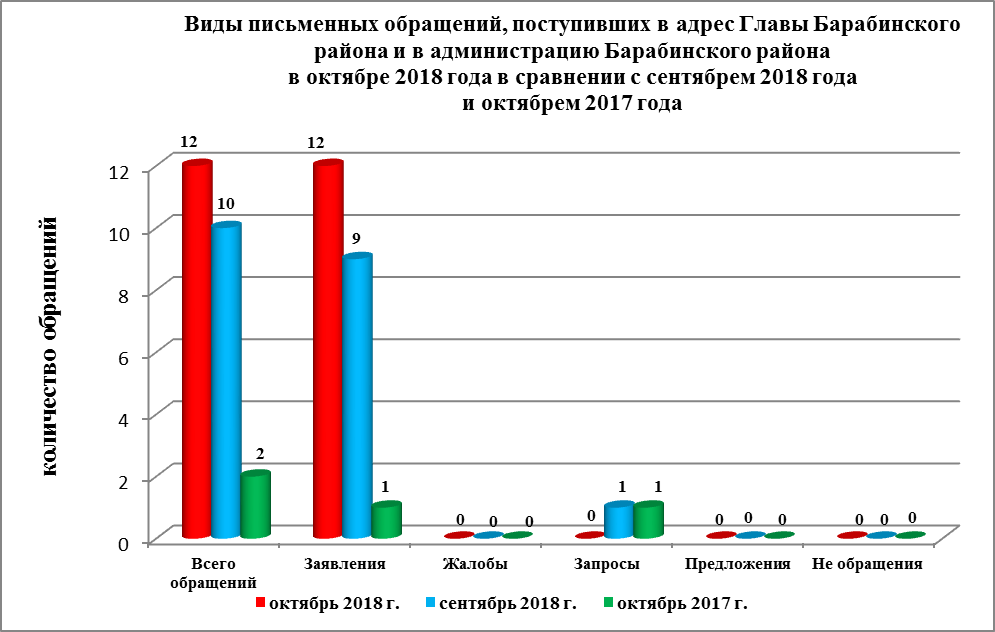 Виды письменных обращений, поступивших в адрес Главы Барабинского
района и в администрацию Барабинского района
в октябре 2018 года в сравнении с сентябрем 2018 года
и октябрем 2017 года
количество обращений
12
10
8
6
4
2
0
12
10
2
12
9
1
0
0
0
0
1
1
0
0
0
0
0
0
Всего
обращений
Заявления
Жалобы
Запросы
Предложения
Не обращения
октябрь 2018 г.
сентябрь 2018 г.
октябрь 2017 г.